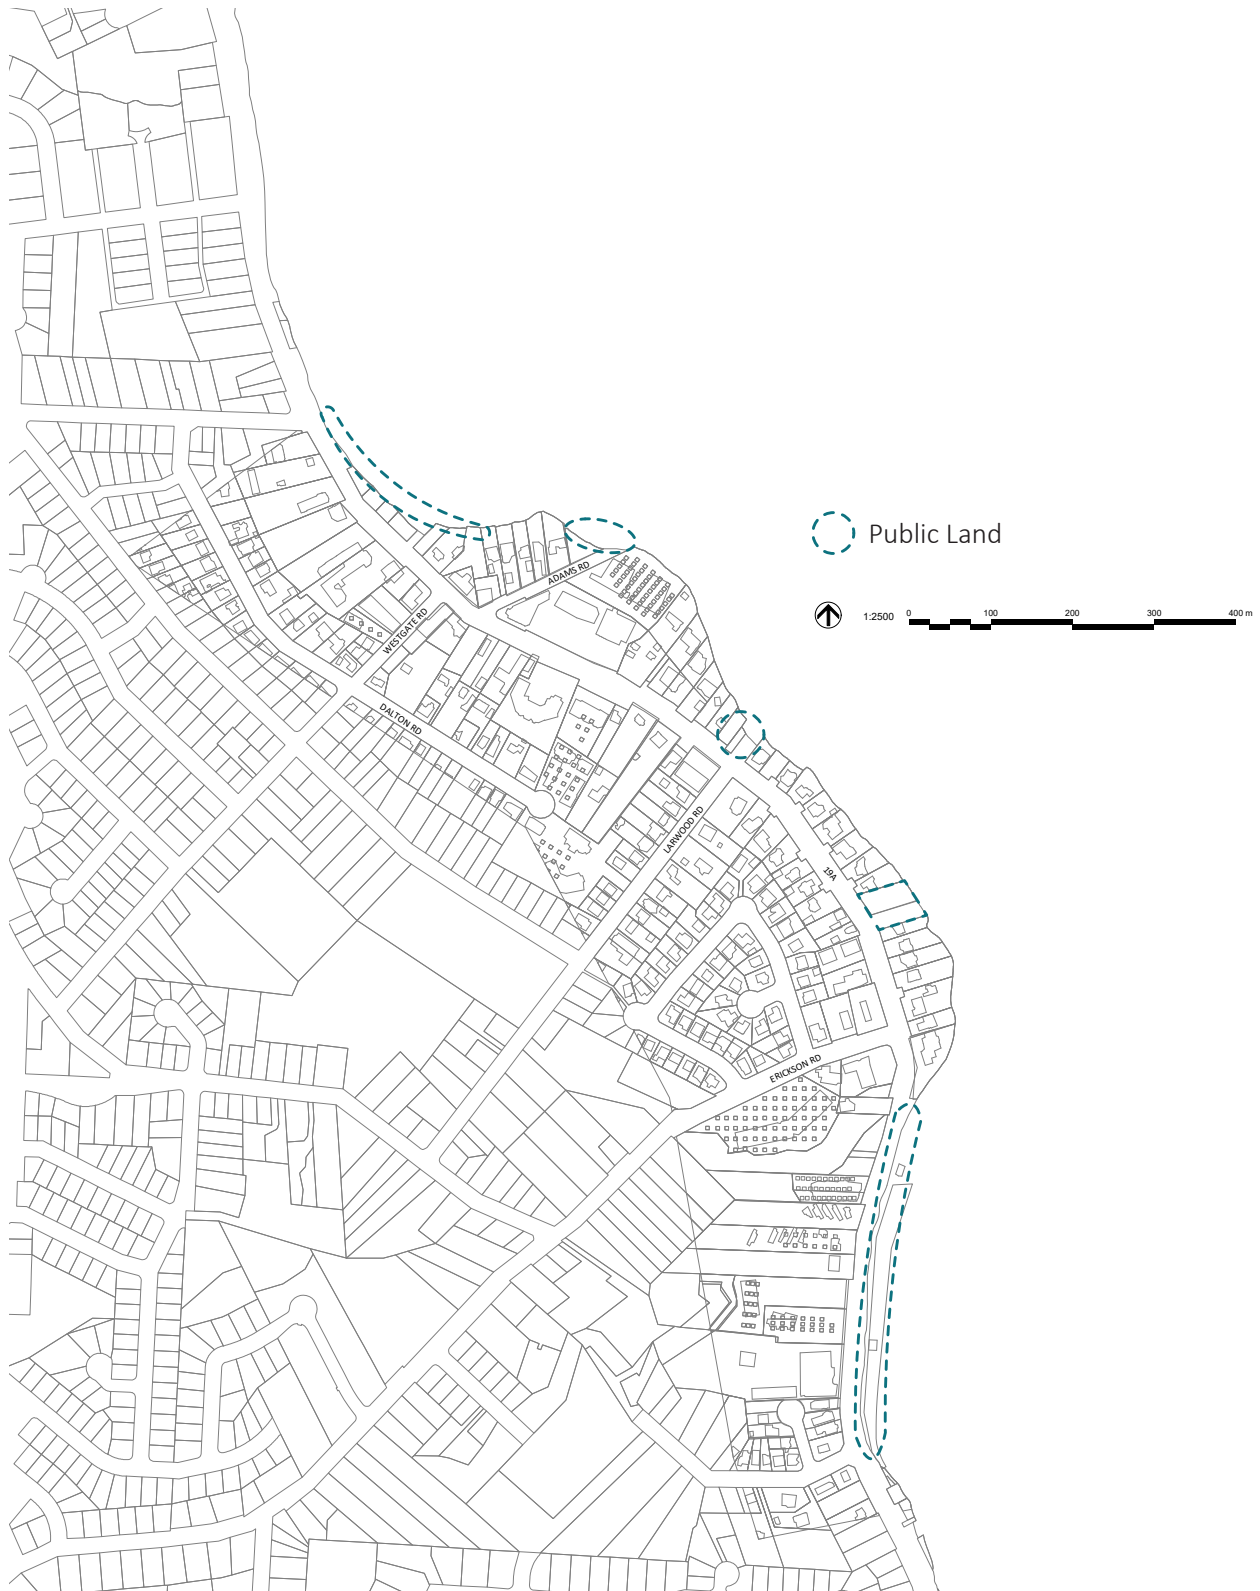 Public Land
1:2500
0 100 200 300 400 m
ADAMS RD
WESTGATE RD
DALTON RD
LARWOOD RD
19A
ERICKSON RD